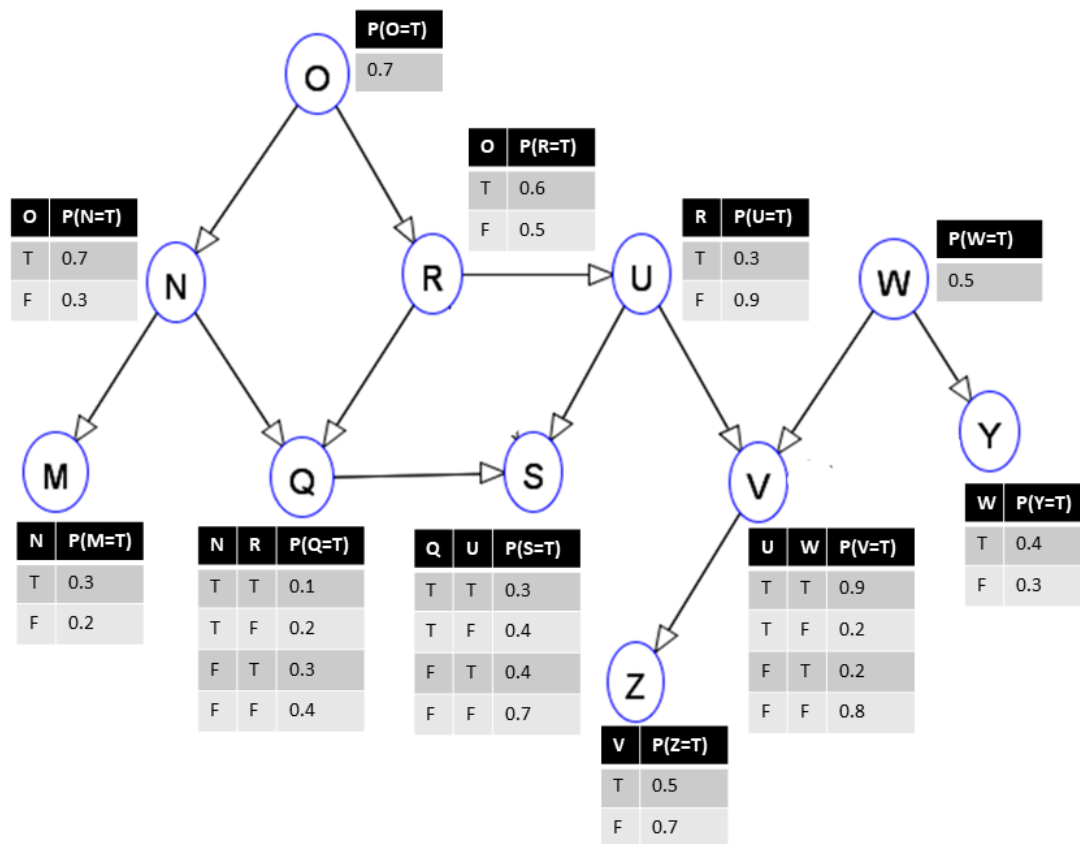 P(O=T)
0.7
O
O P(R=T)
T 0.6
F 0.5
O P(N=T)
T 0.7
F 0.3
R P(U=T)
T 0.3
F 0.9
P(W=T)
0.5
N
R
U
W
M
Q
S
V
Y
N P(M=T)
T 0.3
F 0.2
N R P(Q=T)
T T 0.1
T F 0.2
F T 0.3
F F 0.4
Q U P(S=T)
T T 0.3
T F 0.4
F T 0.4
F F 0.7
U W P(V=T)
T T 0.9
T F 0.2
F T 0.2
F F 0.8
W P(Y=T)
T 0.4
F 0.3
Z
V P(Z=T)
T 0.5
F 0.7